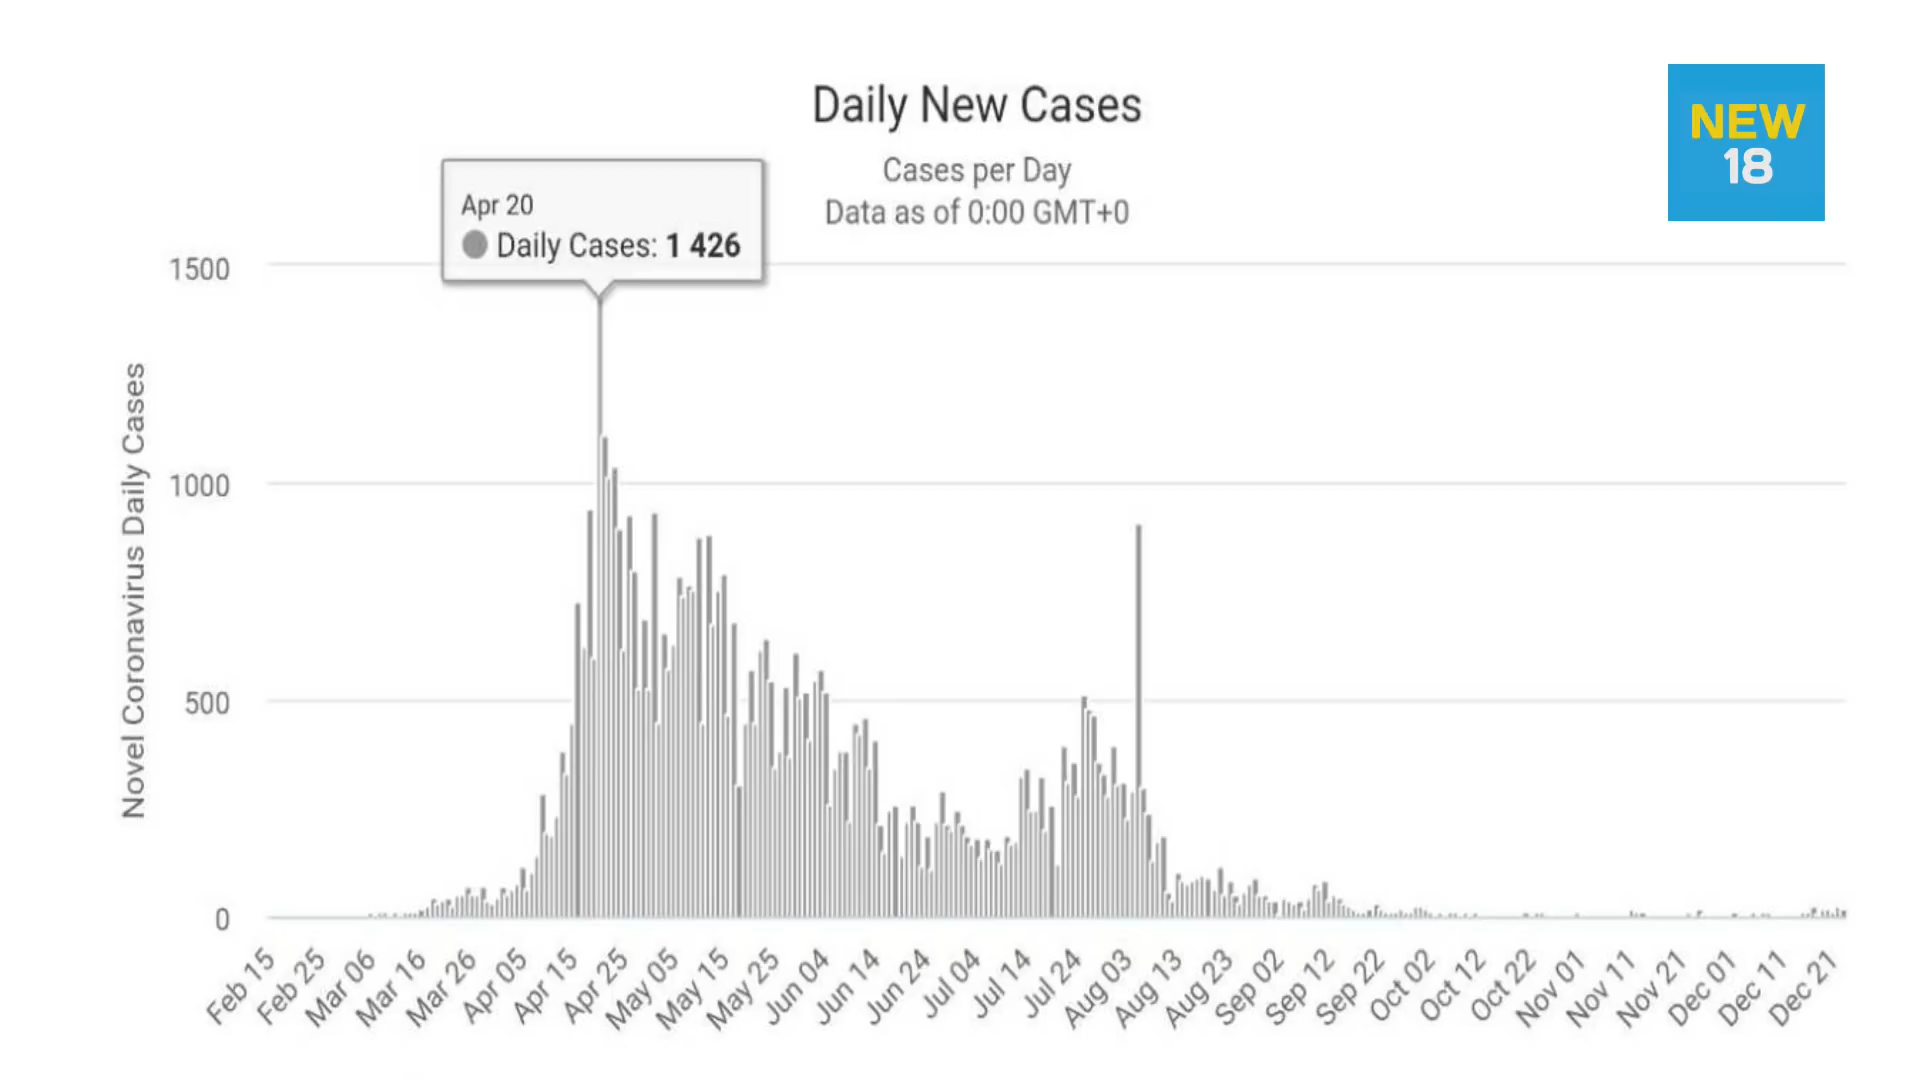 Daily New Cases
Cases per Day
Data as of 0:00 GMT+0
NEW
18
Apr 20
Daily Cases: 1 426
Novel Coronavirus Daily Cases
1500
1000
500
0
Feb 15
Feb 25
Mar 06
Mar 16
Mar 26
Apr 05
Apr 15
Apr 25
May 05
May 15
May 25
Jun 04
Jun 14
Jun 24
Jul 04
Jul 14
Jul 24
Aug 03
Aug 13
Aug 23
Sep 02
Sep 12
Sep 22
Oct 02
Oct 12
Oct 22
Nov 01
Nov 11
Nov 21
Dec 01
Dec 11
Dec 21